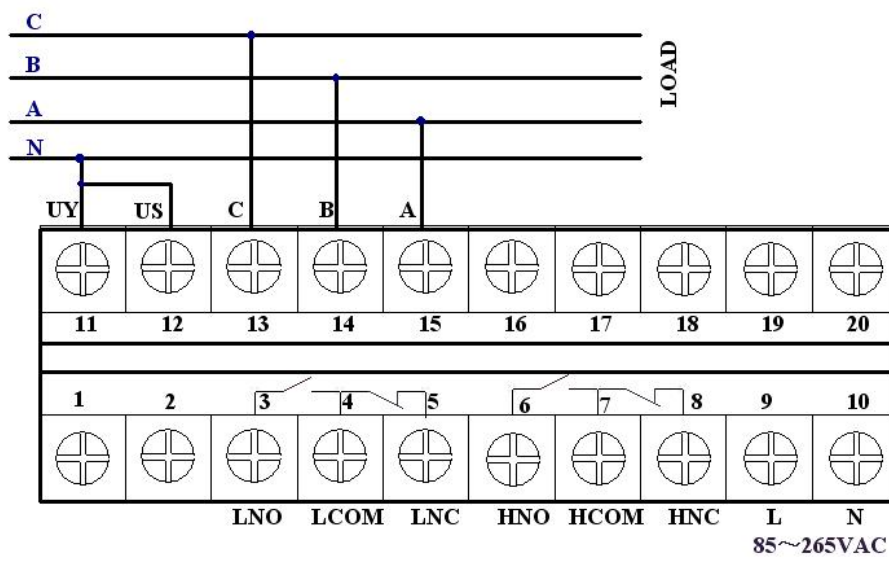 C
B
LOAD
A
N
UY US C B A
11 12 13 14 15 16 17 18 19 20
1 2 3 4 5 6 7 8 9 10
LNO LCOM LNC HNO HCOM HNC L N
85~265VAC